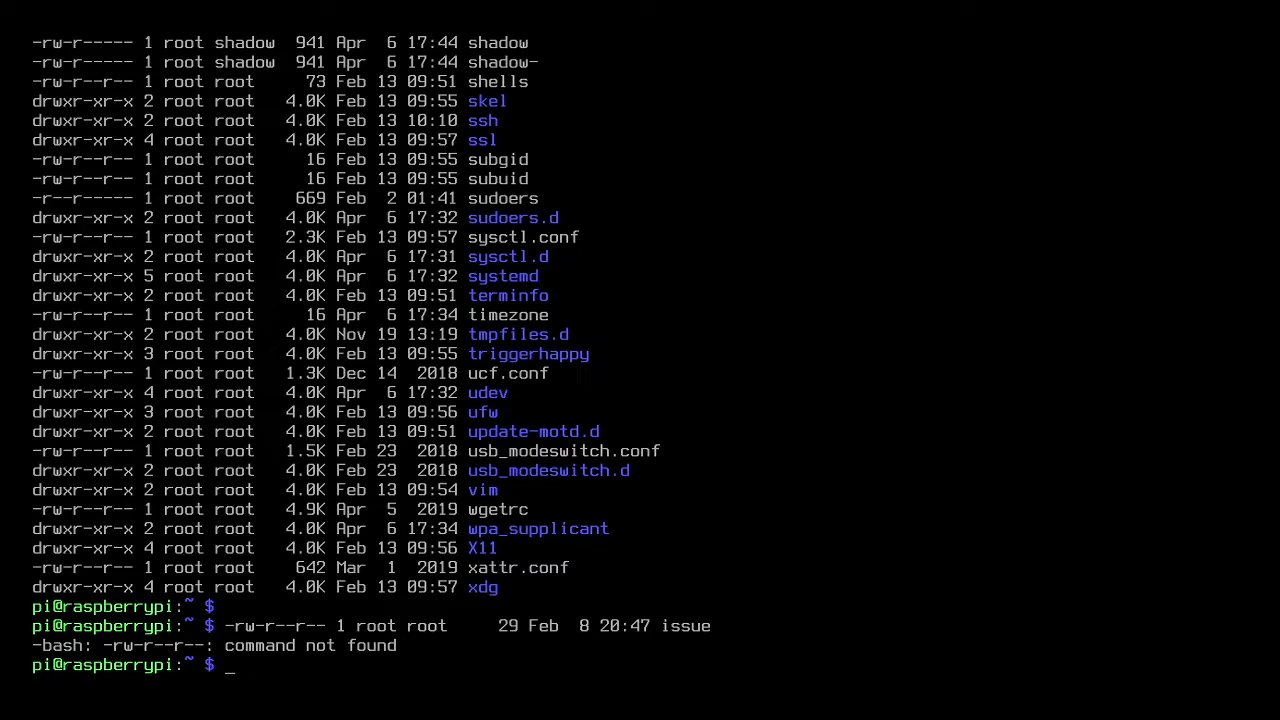 -rw-r----- 1 root shadow  941 Apr  6 17:44 shadow
-rw-r----- 1 root shadow  941 Apr  6 17:44 shadow-
-rw-r--r-- 1 root root     73 Feb 13 09:51 shells
drwxr-xr-x 2 root root   4.0K Feb 13 09:55 skel
drwxr-xr-x 2 root root   4.0K Feb 13 10:10 ssh
drwxr-xr-x 4 root root   4.0K Feb 13 09:57 ssl
-rw-r--r-- 1 root root     16 Feb 13 09:55 subgid
-rw-r--r-- 1 root root     16 Feb 13 09:55 subuid
-r--r----- 1 root root    669 Feb  2 01:41 sudoers
drwxr-xr-x 2 root root   4.0K Apr  6 17:32 sudoers.d
-rw-r--r-- 1 root root   2.3K Feb 13 09:57 sysctl.conf
drwxr-xr-x 2 root root   4.0K Apr  6 17:31 sysctl.d
drwxr-xr-x 5 root root   4.0K Apr  6 17:32 systemd
drwxr-xr-x 2 root root   4.0K Feb 13 09:51 terminfo
-rw-r--r-- 1 root root     16 Apr  6 17:34 timezone
drwxr-xr-x 2 root root   4.0K Nov 19 13:19 tmpfiles.d
drwxr-xr-x 3 root root   4.0K Feb 13 09:55 triggerhappy
-rw-r--r-- 1 root root   1.3K Dec 14  2018 ucf.conf
drwxr-xr-x 4 root root   4.0K Apr  6 17:32 udev
drwxr-xr-x 3 root root   4.0K Feb 13 09:56 ufw
drwxr-xr-x 2 root root   4.0K Feb 13 09:51 update-motd.d
-rw-r--r-- 1 root root   1.5K Feb 23  2018 usb_modeswitch.conf
drwxr-xr-x 2 root root   4.0K Feb 23  2018 usb_modeswitch.d
drwxr-xr-x 2 root root   4.0K Feb 13 09:54 vim
-rw-r--r-- 1 root root   4.9K Apr  5  2019 wgetrc
drwxr-xr-x 2 root root   4.0K Apr  6 17:34 wpa_supplicant
drwxr-xr-x 4 root root   4.0K Feb 13 09:56 X11
-rw-r--r-- 1 root root    642 Mar  1  2019 xattr.conf
drwxr-xr-x 4 root root   4.0K Feb 13 09:57 xdg
pi@raspberrypi:~ $
pi@raspberrypi:~ $ -rw-r--r-- 1 root root     29 Feb  8 20:47 issue
-bash: -rw-r--r--: command not found
pi@raspberrypi:~ $ _